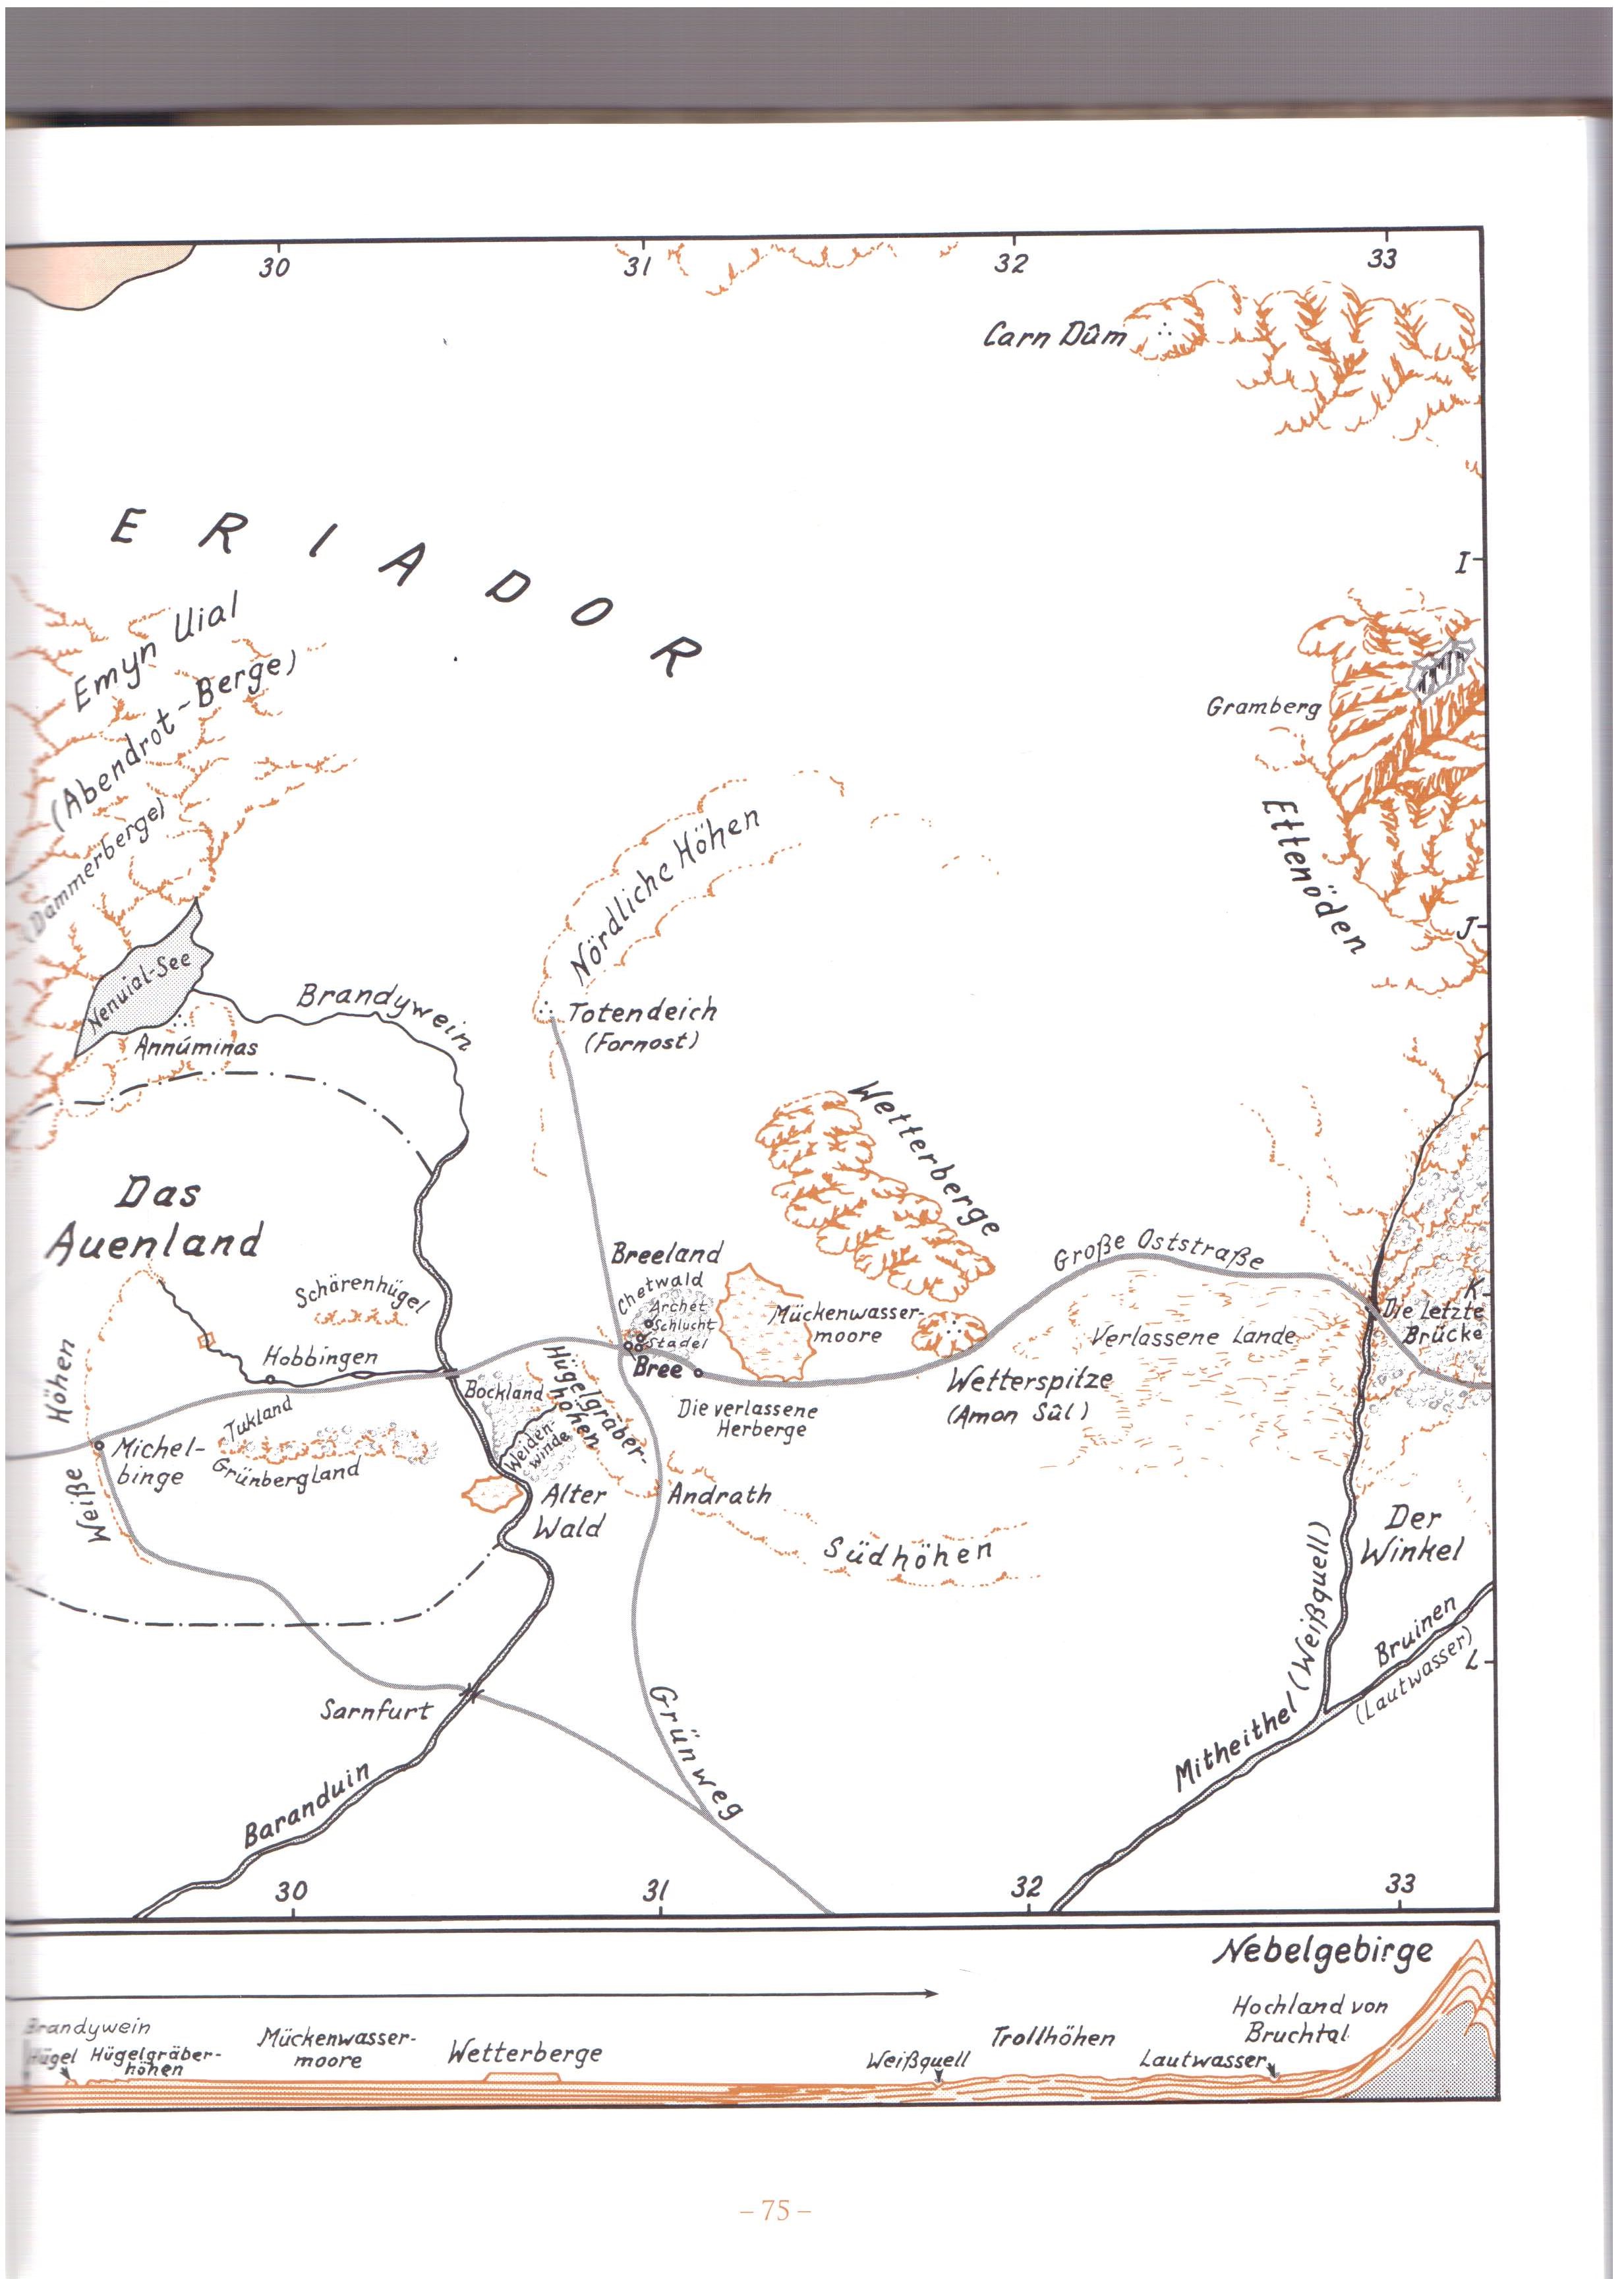 30
31
32
33
Carn Dûm
ERIADOR
I
Emyn Uial
(Abendrot-Berge)
(Dämmerberge)
Gramberg
Ettenöden
J
Nördliche Höhen
Nenuial-See
Annúminas
Brandywein
Totendeich
(Fornost)
Wetterberge
Das
Auenland
Schärenhügel
Breeland
Chetwald
Archet
Schlucht
Stadel
Bree
Mückenwasser-
moore
Große Oststraße
Verlassene Lande
K
Die letzte
Brücke
Hobbingen
Bockland
Hügelgräber-
höhen
Weiden-
winde
Die verlassene
Herberge
Wetterspitze
(Amon Sûl)
Weiße Höhen
Michel-
binge
Tukland
Grünbergland
Alter
Wald
Andrath
Südhöhen
Der
Winkel
Mitheithel (Weißquell)
Bruinen
(Lautwasser)
L
Sarnfurt
Grünweg
Baranduin
30
31
32
33
Nebelgebirge
Brandywein
Hügel
Hügelgräber-
höhen
Mückenwasser-
moore
Wetterberge
Weißquell
Trollhöhen
Lautwasser
Hochland von
Bruchtal
– 75 –